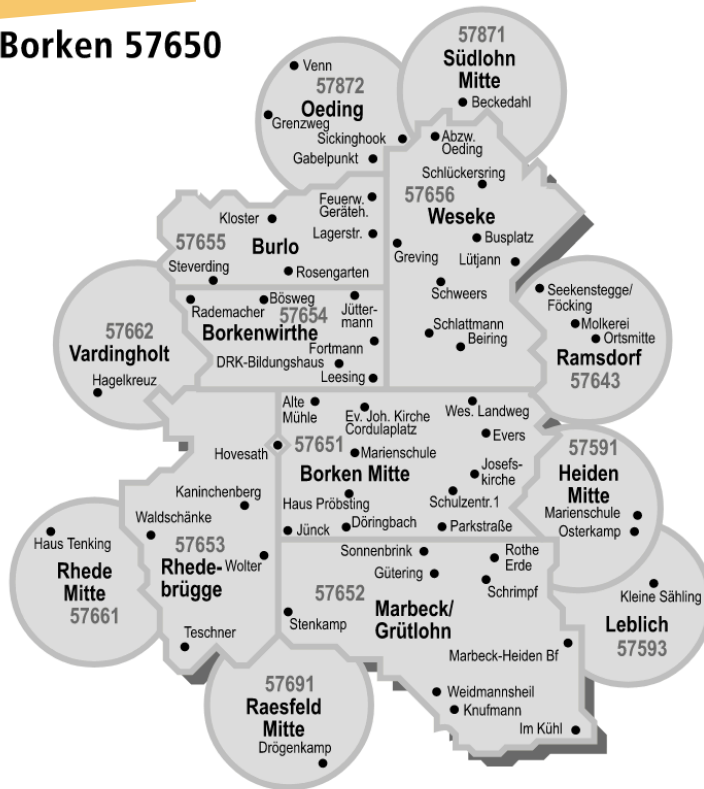 Borken 57650
57871
Südlohn
Mitte
Beckedahl
Venn
57872
Oeding
Grenzweg
Sickinghook
Gabelpunkt
Abzw.
Oeding
Schlückersring
57656
Weseke
Busplatz
Greving
Lütjann
Schweers
Schlattmann
Beiring
Feuerw.
Geräteh.
Kloster
Lagerstr.
57655
Burlo
Steverding
Rosengarten
Rademacher
Bösweg
Jütter-
mann
57654
Borkenwirthe
Fortmann
DRK-Bildungshaus
Leesing
57662
Vardingholt
Hagelkreuz
Seekenstegge/
Föcking
Molkerei
Ortsmitte
Ramsdorf
57643
Alte
Mühle
Ev. Joh. Kirche
Cordulaplatz
Wes. Landweg
Evers
57651
Marienschule
Borken Mitte
Josefs-
kirche
Haus Pröbsting
Schulzentr.1
Jünck
Döringbach
Parkstraße
Hovesath
57591
Heiden
Mitte
Marienschule
Osterkamp
Kaninchenberg
Waldschänke
57653
Rhede-
brügge
Wolter
Teschner
Haus Tenking
Rhede
Mitte
57661
Sonnenbrink
Gütering
Rothe
Erde
Schrimpf
57652
Marbeck/
Grütlohn
Stenkamp
Marbeck-Heiden Bf
Weidmannsheil
Knufmann
Im Kühl
Kleine Sähling
Leblich
57593
57691
Raesfeld
Mitte
Drögenkamp